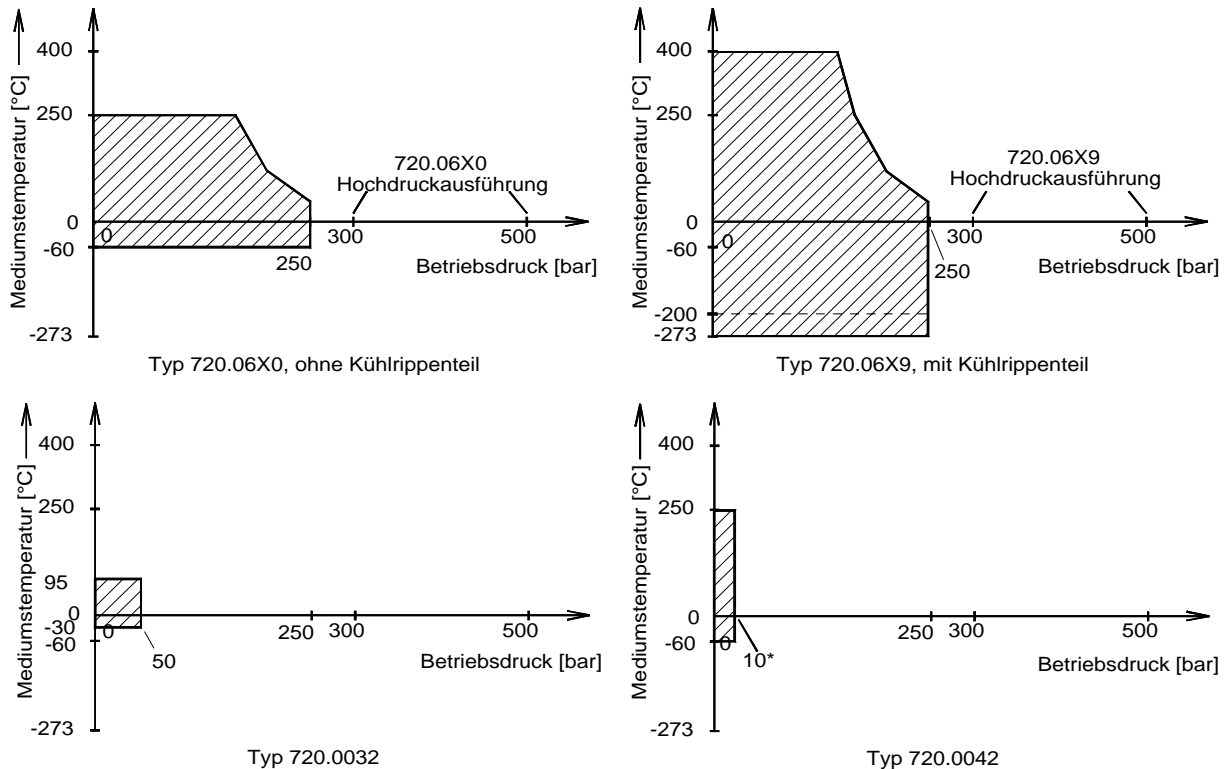 Mediumstemperatur [°C]
400
250
0
-60
-273
0
250
300
500
720.06X0
Hochdruckausführung
Betriebsdruck [bar]
Typ 720.06X0, ohne Kühlrippenteil
Mediumstemperatur [°C]
400
250
0
-60
-200
-273
0
250
300
500
720.06X9
Hochdruckausführung
Betriebsdruck [bar]
Typ 720.06X9, mit Kühlrippenteil
Mediumstemperatur [°C]
400
250
95
0
-30
-60
-273
0
50
250
300
500
Betriebsdruck [bar]
Typ 720.0032
Mediumstemperatur [°C]
400
250
0
-60
-273
0
10*
250
300
500
Betriebsdruck [bar]
Typ 720.0042